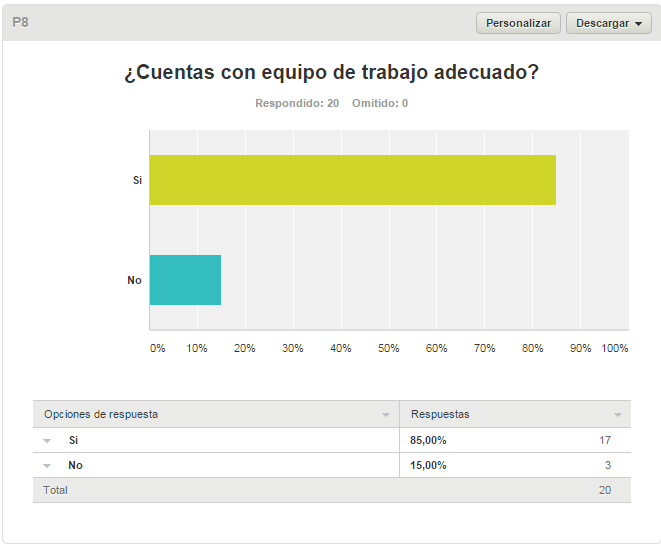 P8 Personalizar Descargar
¿Cuentas con equipo de trabajo adecuado?
Respondido: 20 Omitido: 0
Si
No
0% 10% 20% 30% 40% 50% 60% 70% 80% 90% 100%
Opciones de respuesta Respuestas
Si 85,00% 17
No 15,00% 3
Total 20